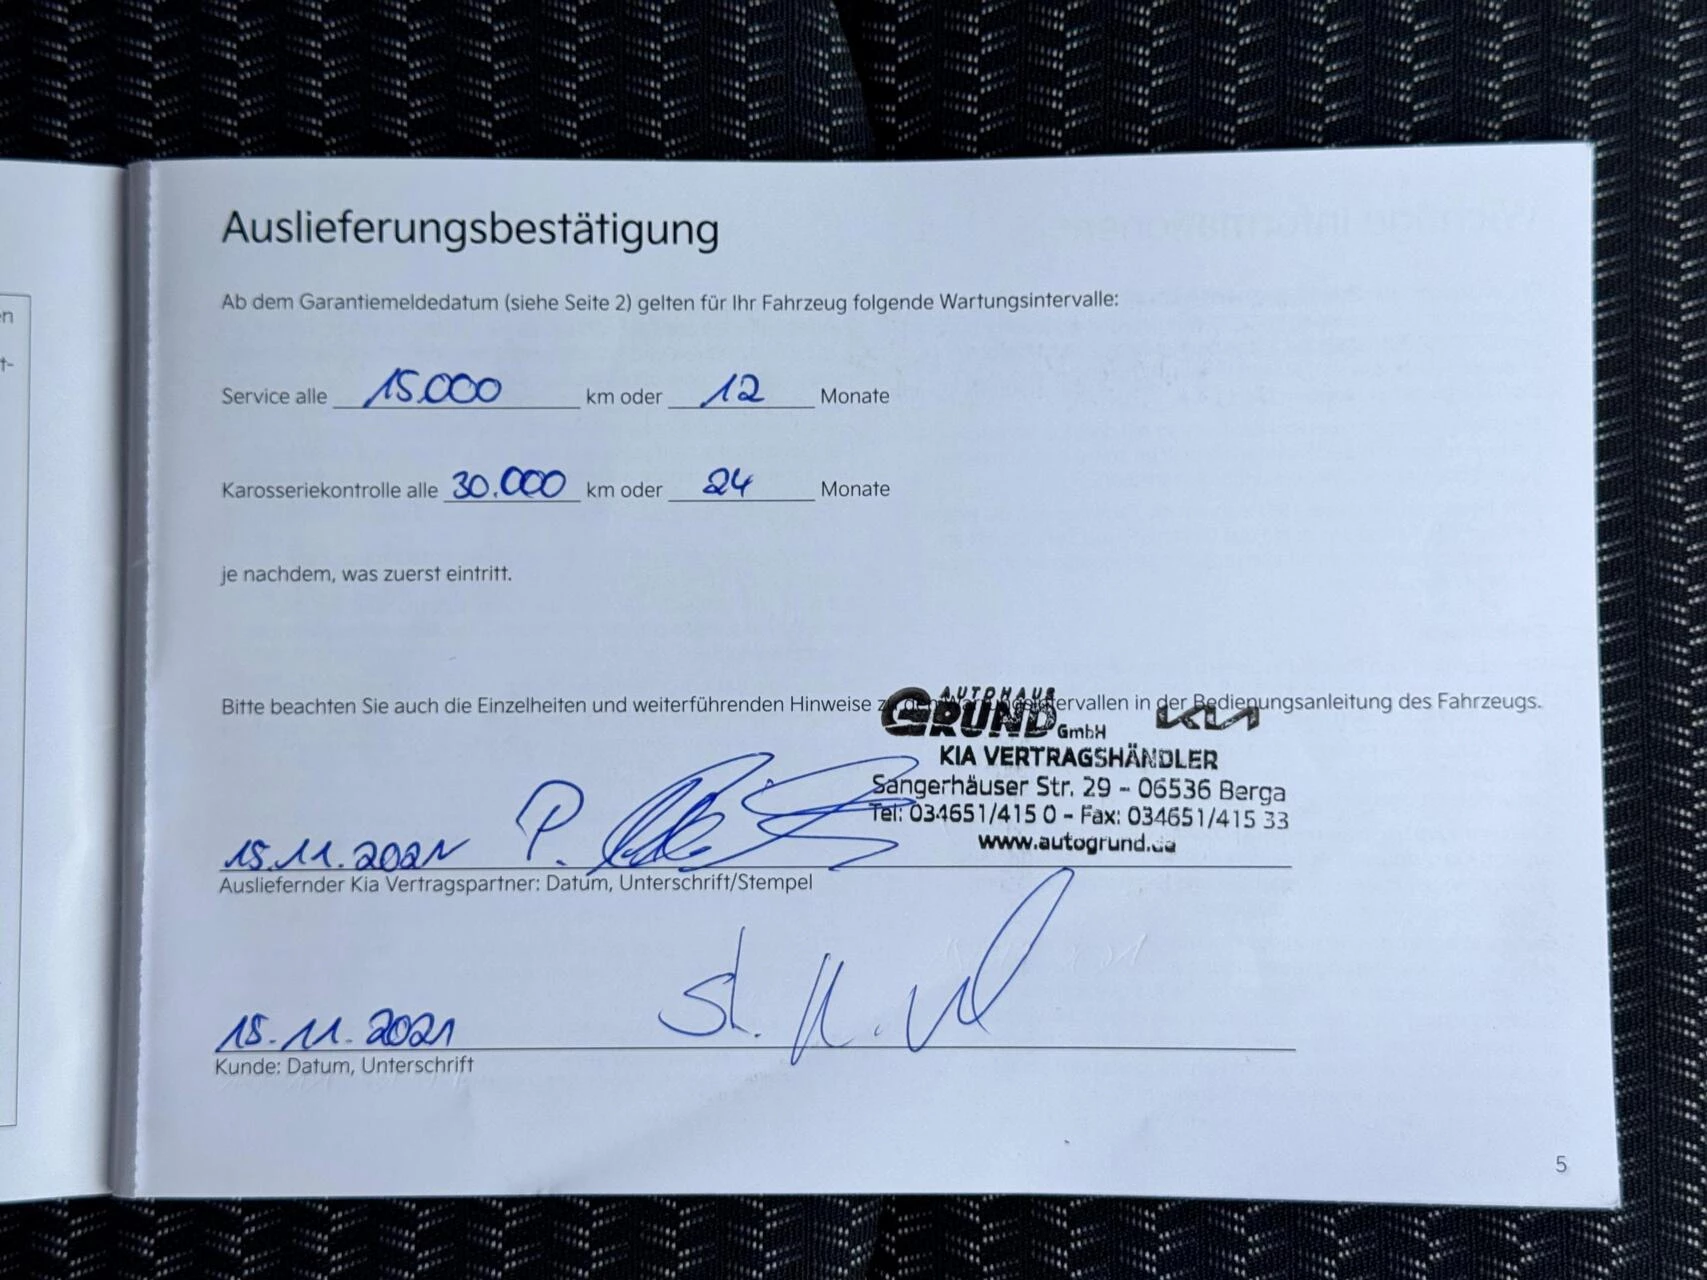 en
t-
Auslieferungsbestätigung
Ab dem Garantiemeldedatum (siehe Seite 2) gelten für Ihr Fahrzeug folgende Wartungsintervalle:
Service alle 15.000 km oder 12 Monate
Karosseriekontrolle alle 30.000 km oder 24 Monate
je nachdem, was zuerst eintritt.
Bitte beachten Sie auch die Einzelheiten und weiterführenden Hinweise zu den Wartungsintervallen in der Bedienungsanleitung des Fahrzeugs.
AUTOHAUS
GRUND GmbH KIA
KIA VERTRAGSHÄNDLER
Sangerhäuser Str. 29 - 06536 Berga
Tel: 034651/415 0 - Fax: 034651/415 33
www.autogrund.de
15.11.2021 P.
Ausliefernder Kia Vertragspartner: Datum, Unterschrift/Stempel
15.11.2021
Kunde: Datum, Unterschrift
5